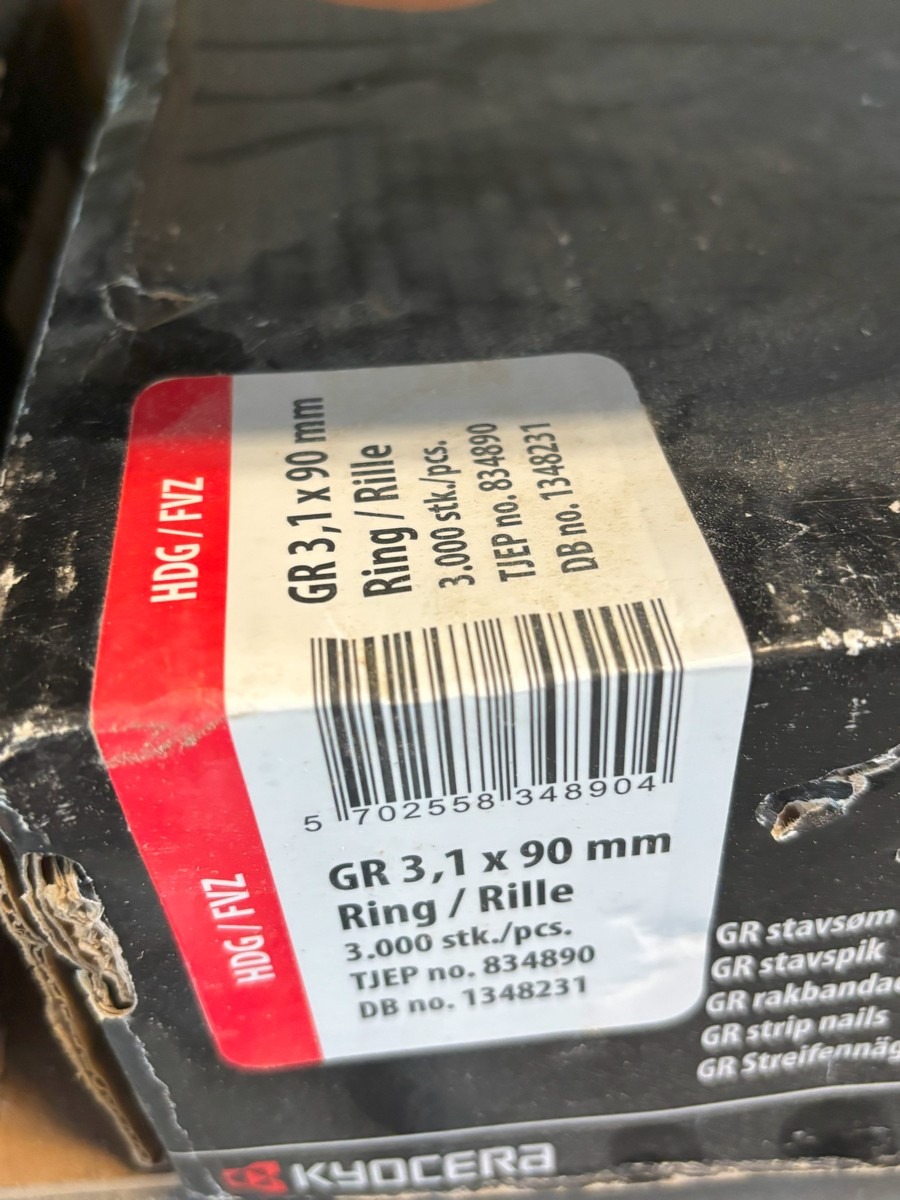 HDG / FVZ
GR 3,1 x 90 mm
Ring / Rille
3.000 stk./pcs.
TJEP no. 834890
DB no. 1348231
5 702558 348904
HDG / FVZ
GR 3,1 x 90 mm
Ring / Rille
3.000 stk./pcs.
TJEP no. 834890
DB no. 1348231
GR stavsøm
GR stavspik
GR
GR strip nails
GR
KYOCERA